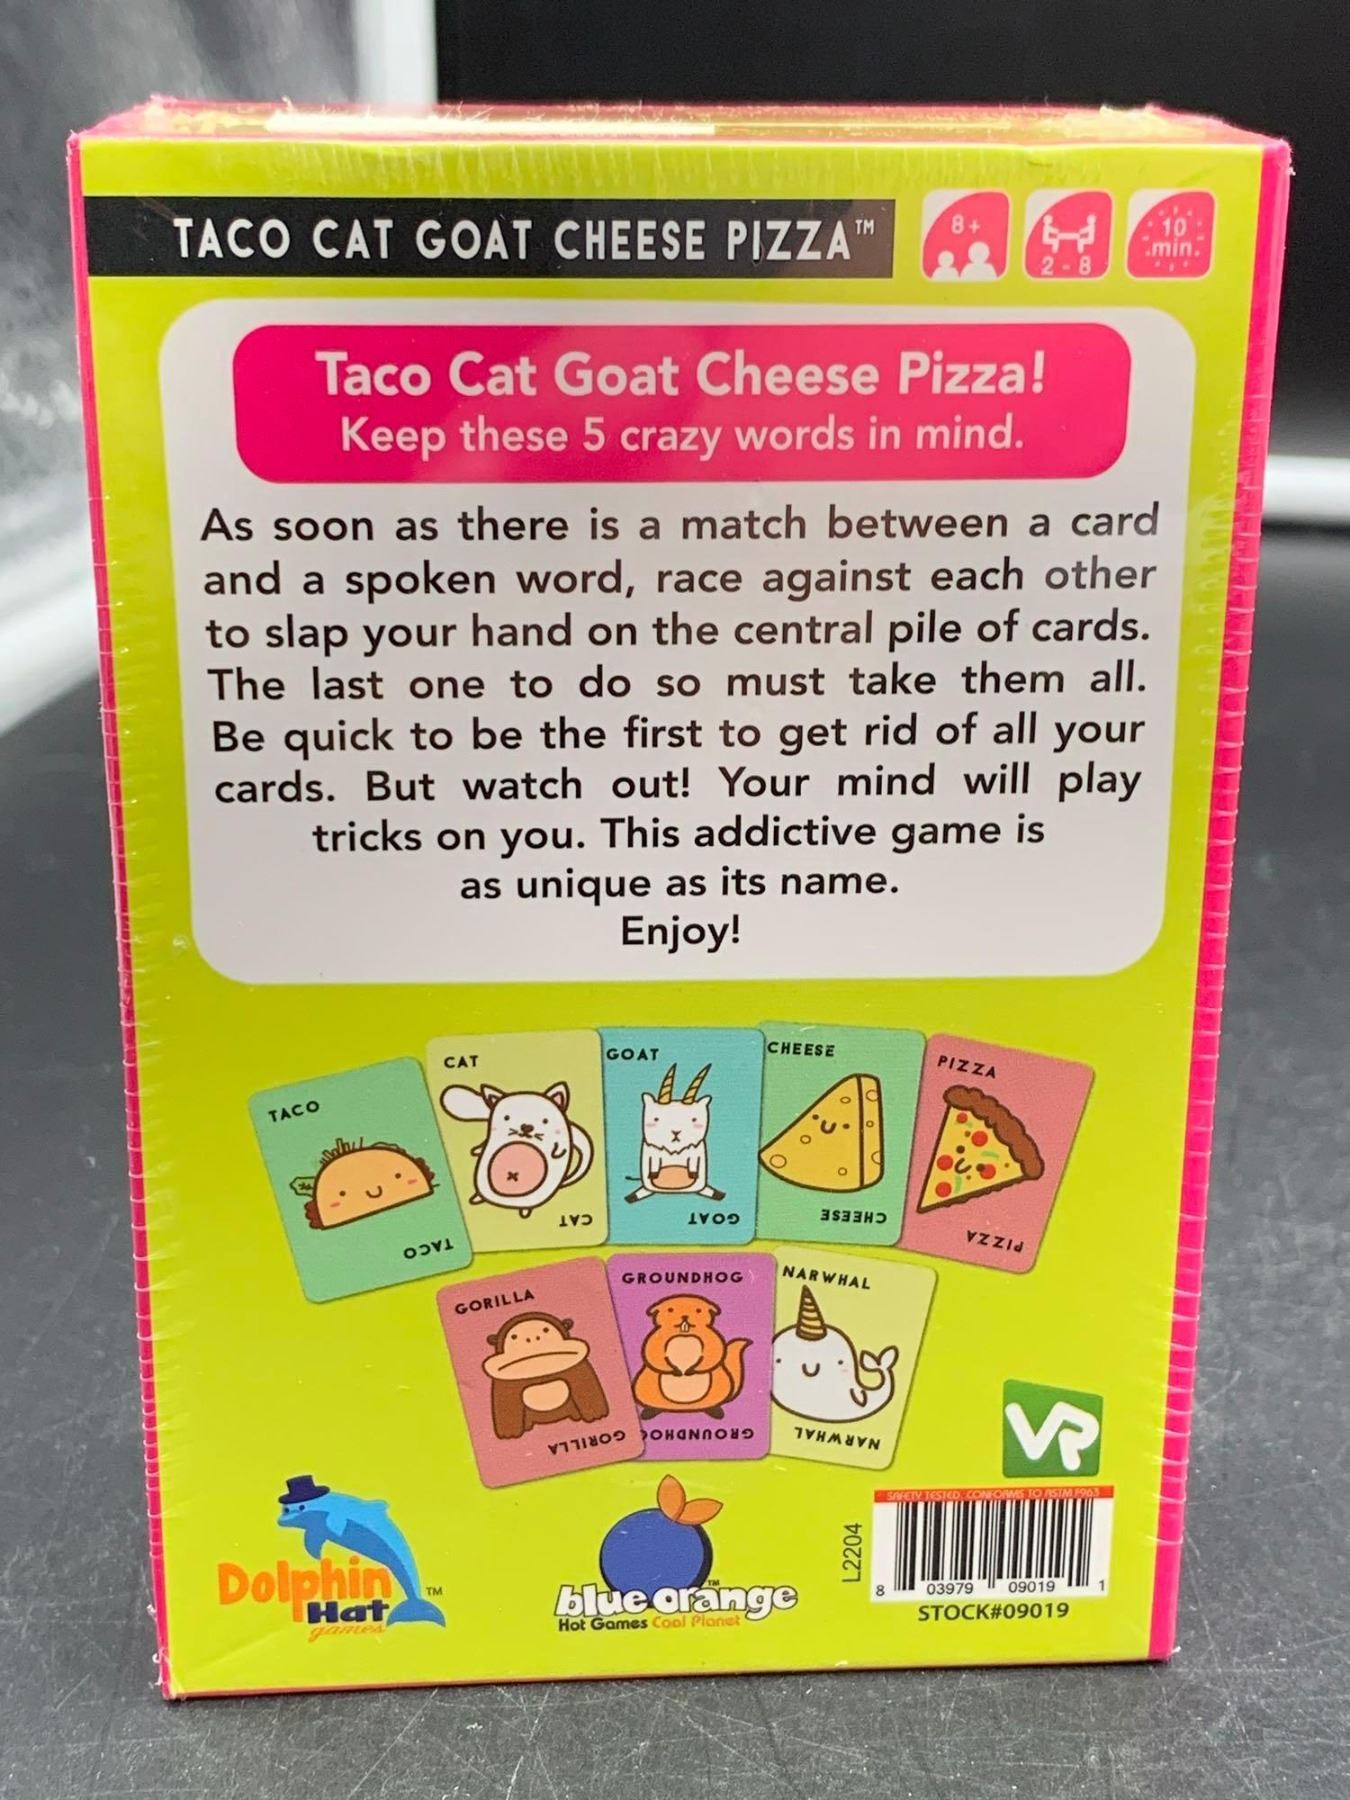 TACO CAT GOAT CHEESE PIZZA™
8+
2 - 8
10 min.
Taco Cat Goat Cheese Pizza!
Keep these 5 crazy words in mind.
As soon as there is a match between a card
and a spoken word, race against each other
to slap your hand on the central pile of cards.
The last one to do so must take them all.
Be quick to be the first to get rid of all your
cards. But watch out! Your mind will play
tricks on you. This addictive game is
as unique as its name.
Enjoy!
TACO
TACO
CAT
CAT
GOAT
GOAT
CHEESE
CHEESE
PIZZA
PIZZA
GORILLA
GORILLA
GROUNDHOG
GROUNDHOG
NARWHAL
NARWHAL
VR
Dolphin™
Hat
games
blue orange™
Hot Games Cool Planet
L2204
SAFETY TESTED: CONFORMS TO ASTM F963
8 03979 09019 1
STOCK#09019